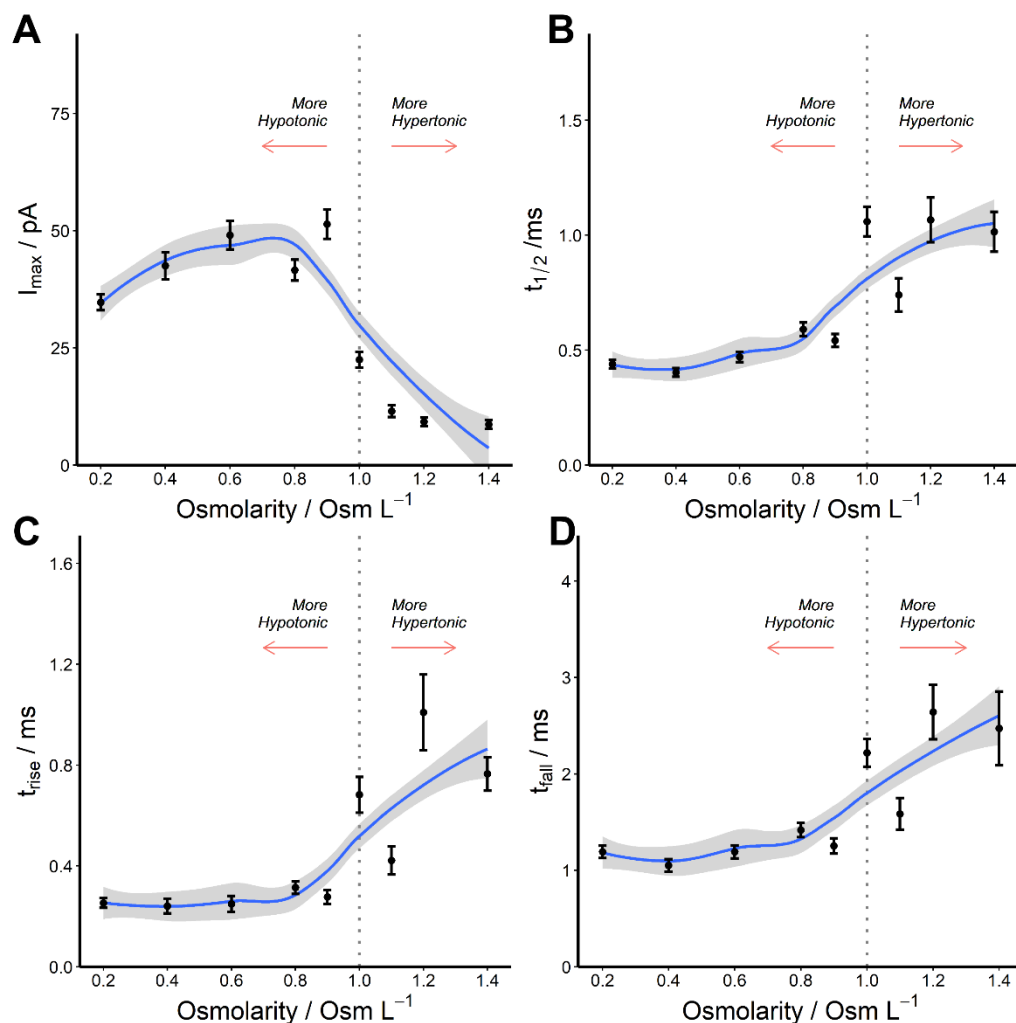 A
I_max / pA
75
50
25
0
More
Hypotonic
More
Hypertonic
0.2 0.4 0.6 0.8 1.0 1.2 1.4
Osmolarity / Osm L⁻¹
B
t_1/2 /ms
1.5
1.0
0.5
0.0
More
Hypotonic
More
Hypertonic
0.2 0.4 0.6 0.8 1.0 1.2 1.4
Osmolarity / Osm L⁻¹
C
t_rise / ms
1.6
1.2
0.8
0.4
0.0
More
Hypotonic
More
Hypertonic
0.2 0.4 0.6 0.8 1.0 1.2 1.4
Osmolarity / Osm L⁻¹
D
t_fall / ms
4
3
2
1
0
More
Hypotonic
More
Hypertonic
0.2 0.4 0.6 0.8 1.0 1.2 1.4
Osmolarity / Osm L⁻¹